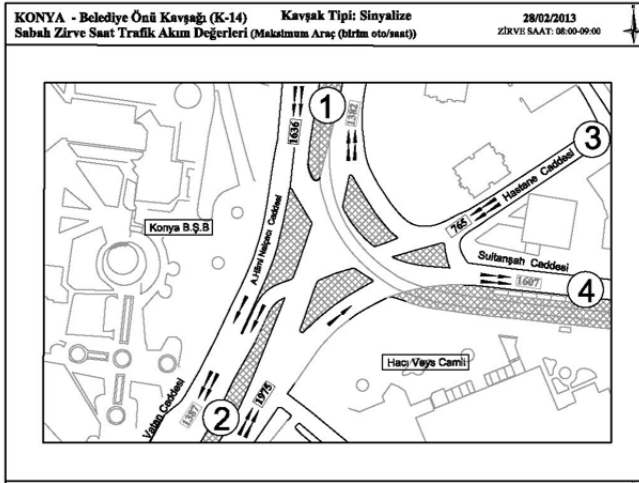 KONYA - Belediye Önü Kavşağı (K-14) Kavşak Tipi: Sinyalize 28/02/2013
Sabah Zirve Saat Trafik Akım Değerleri (Maksimum Araç (birim oto/saat)) ZİRVE SAAT: 08:00-09:00
1
1636
1382
3
Hastane Caddesi
765
Konya B.Ş.B
A.Hilmi Nalçacı Caddesi
Sultanşah Caddesi
1607
4
Hacı Veys Camii
Vatan Caddesi
1387
2
1975